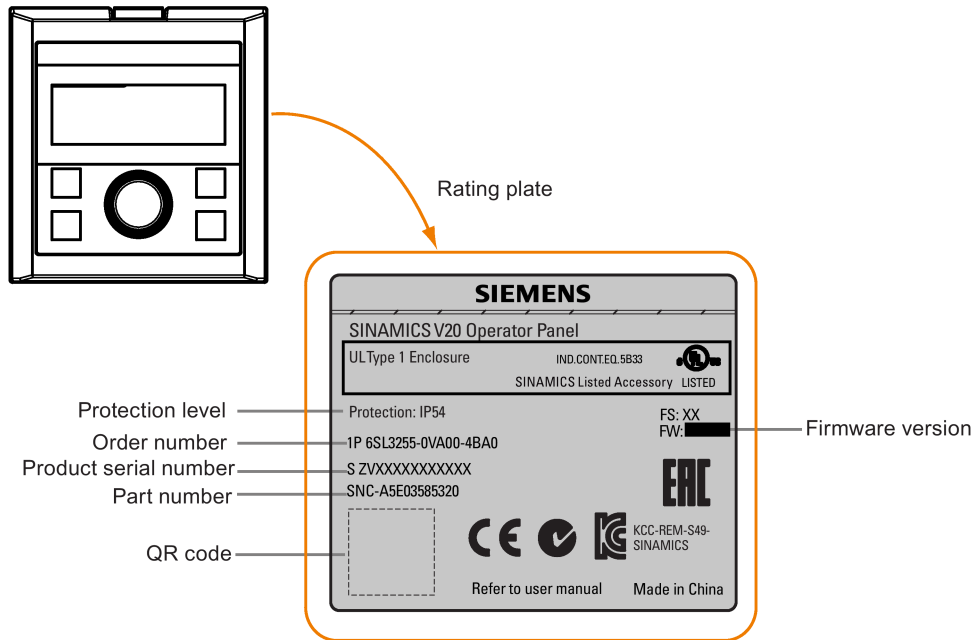 Rating plate
SIEMENS
SINAMICS V20 Operator Panel
UL Type 1 Enclosure
IND.CONT.EQ.5B33
SINAMICS Listed Accessory
UL
LISTED
Protection level
Protection: IP54
FS: XX
FW:
Firmware version
Order number
1P 6SL3255-0VA00-4BA0
Product serial number
S ZVXXXXXXXXXXX
Part number
SNC-A5E03585320
EAC
QR code
CE
KCC-REM-S49-
SINAMICS
Refer to user manual
Made in China